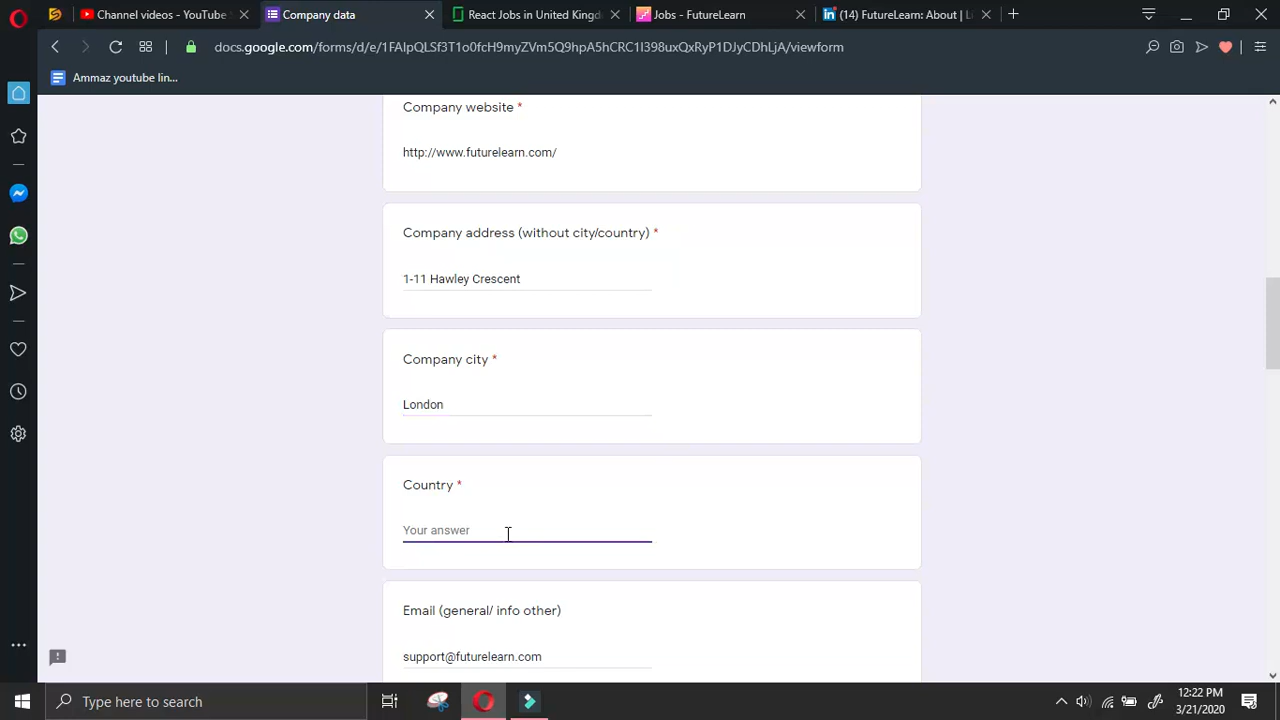 Channel videos - YouTube S
Company data
React Jobs in United Kingd
Jobs - FutureLearn
(14) FutureLearn: About | L
docs.google.com/forms/d/e/1FAIpQLSf3T1o0fcH9myZVm5Q9hpA5hCRC1I398uxQxRyP1DJyCDhLjA/viewform
Ammaz youtube lin...
Company website *
http://www.futurelearn.com/
Company address (without city/country) *
1-11 Hawley Crescent
Company city *
London
Country *
Your answer
Email (general/ info other)
support@futurelearn.com
Type here to search
12:22 PM
3/21/2020